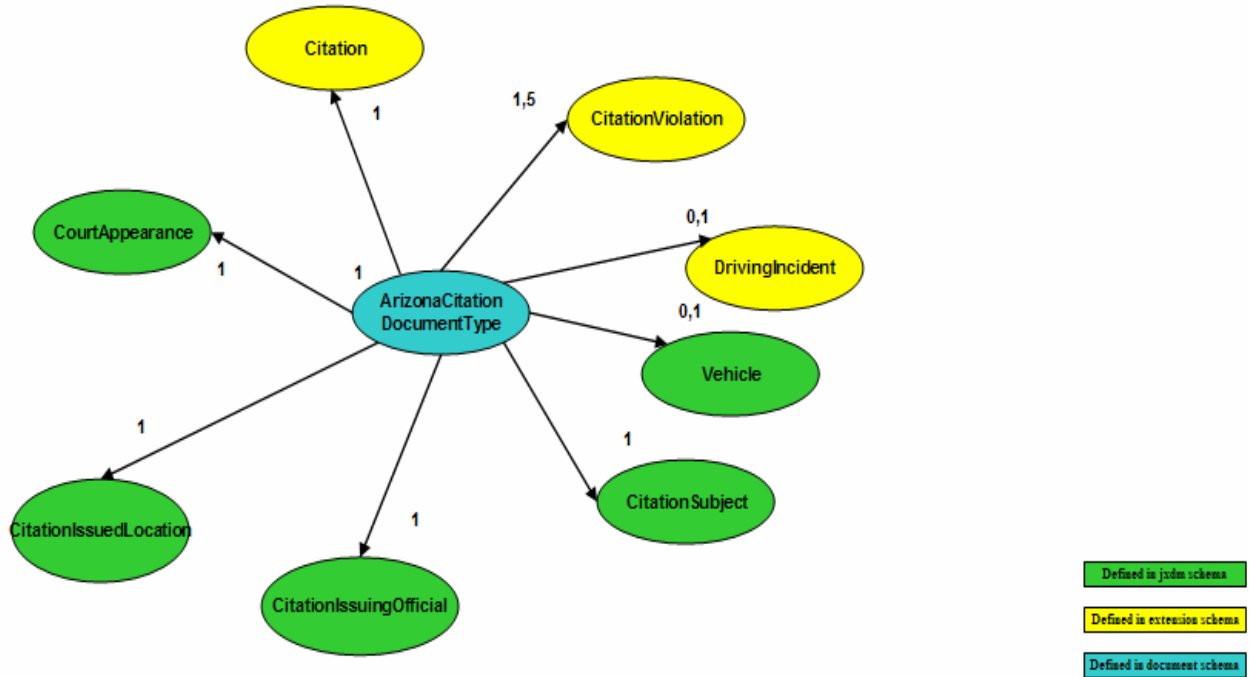 Citation
1
1,5
CitationViolation
0,1
CourtAppearance
1
1
DrivingIncident
ArizonaCitation
DocumentType
0,1
Vehicle
1
1
CitationSubject
CitationIssuedLocation
1
CitationIssuingOfficial
Defined in jxdm schema
Defined in extension schema
Defined in document schema